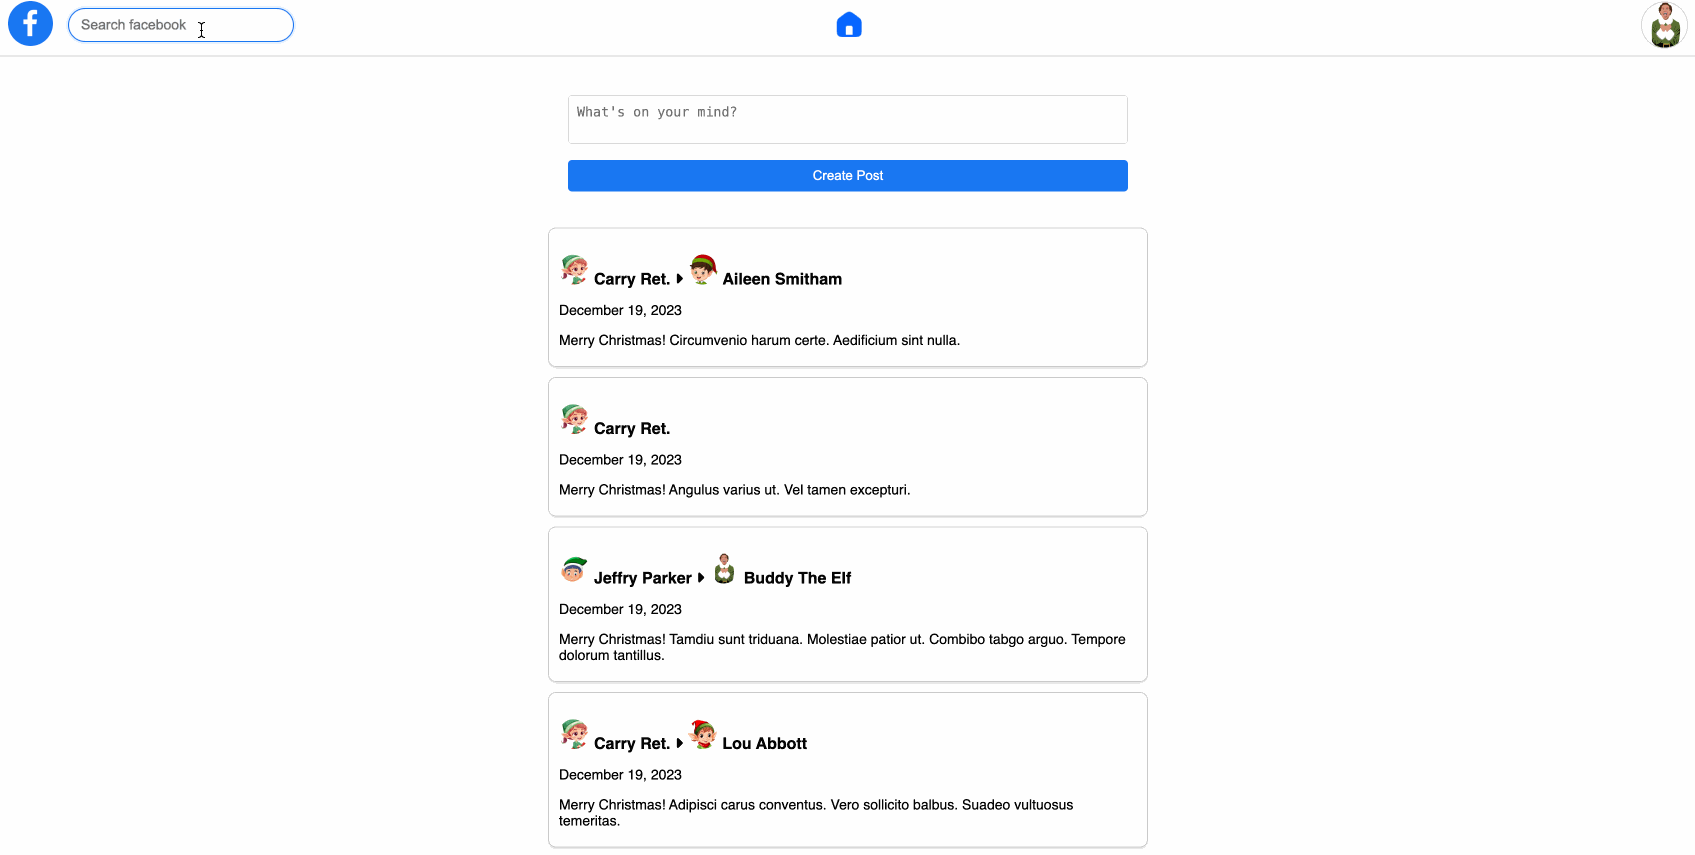 f
Search facebook
What's on your mind?
Create Post
Carry Ret. Aileen Smitham
December 19, 2023
Merry Christmas! Circumvenio harum certe. Aedificium sint nulla.
Carry Ret.
December 19, 2023
Merry Christmas! Angulus varius ut. Vel tamen excepturi.
Jeffry Parker Buddy The Elf
December 19, 2023
Merry Christmas! Tamdiu sunt triduana. Molestiae patior ut. Combibo tabgo arguo. Tempore
dolorum tantillus.
Carry Ret. Lou Abbott
December 19, 2023
Merry Christmas! Adipisci carus conventus. Vero sollicito balbus. Suadeo vultuosus
temeritas.